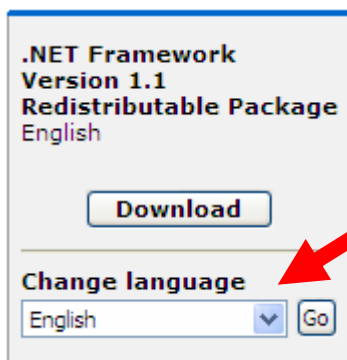 .NET Framework
Version 1.1
Redistributable Package
English
Download
Change language
English
Go